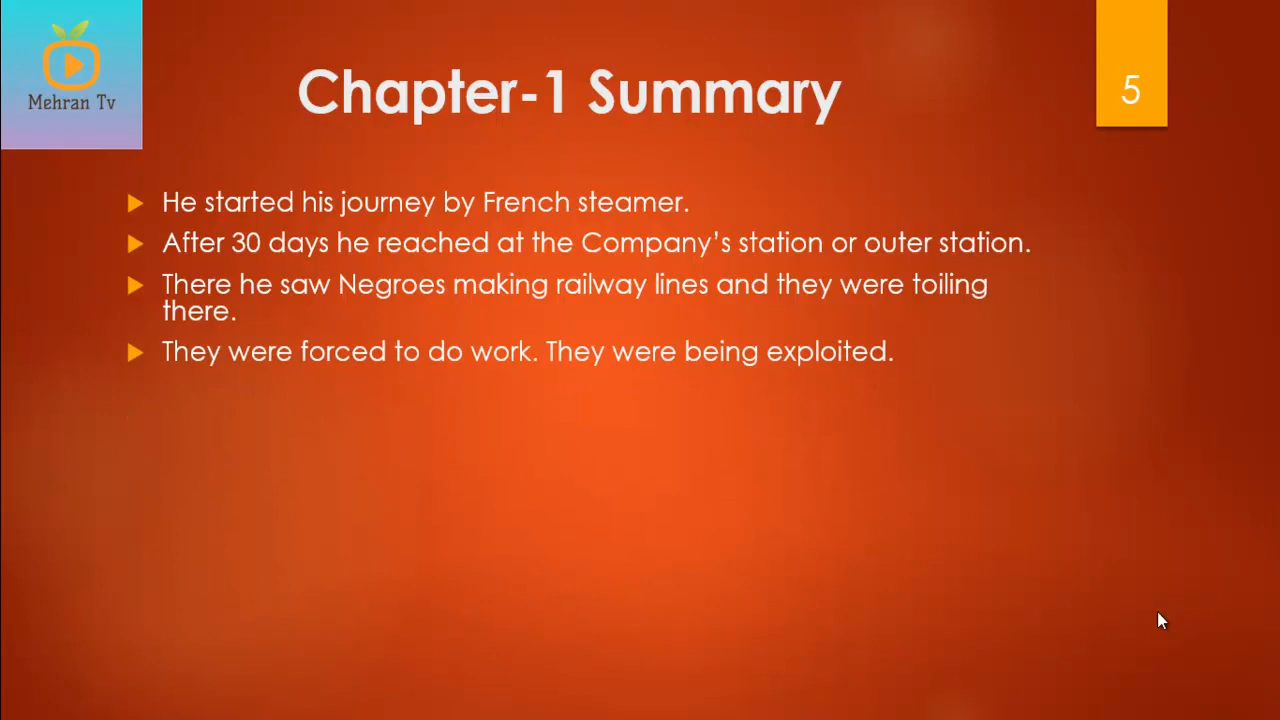 Mehran Tv
Chapter-1 Summary
5
He started his journey by French steamer.
After 30 days he reached at the Company’s station or outer station.
There he saw Negroes making railway lines and they were toiling
there.
They were forced to do work. They were being exploited.